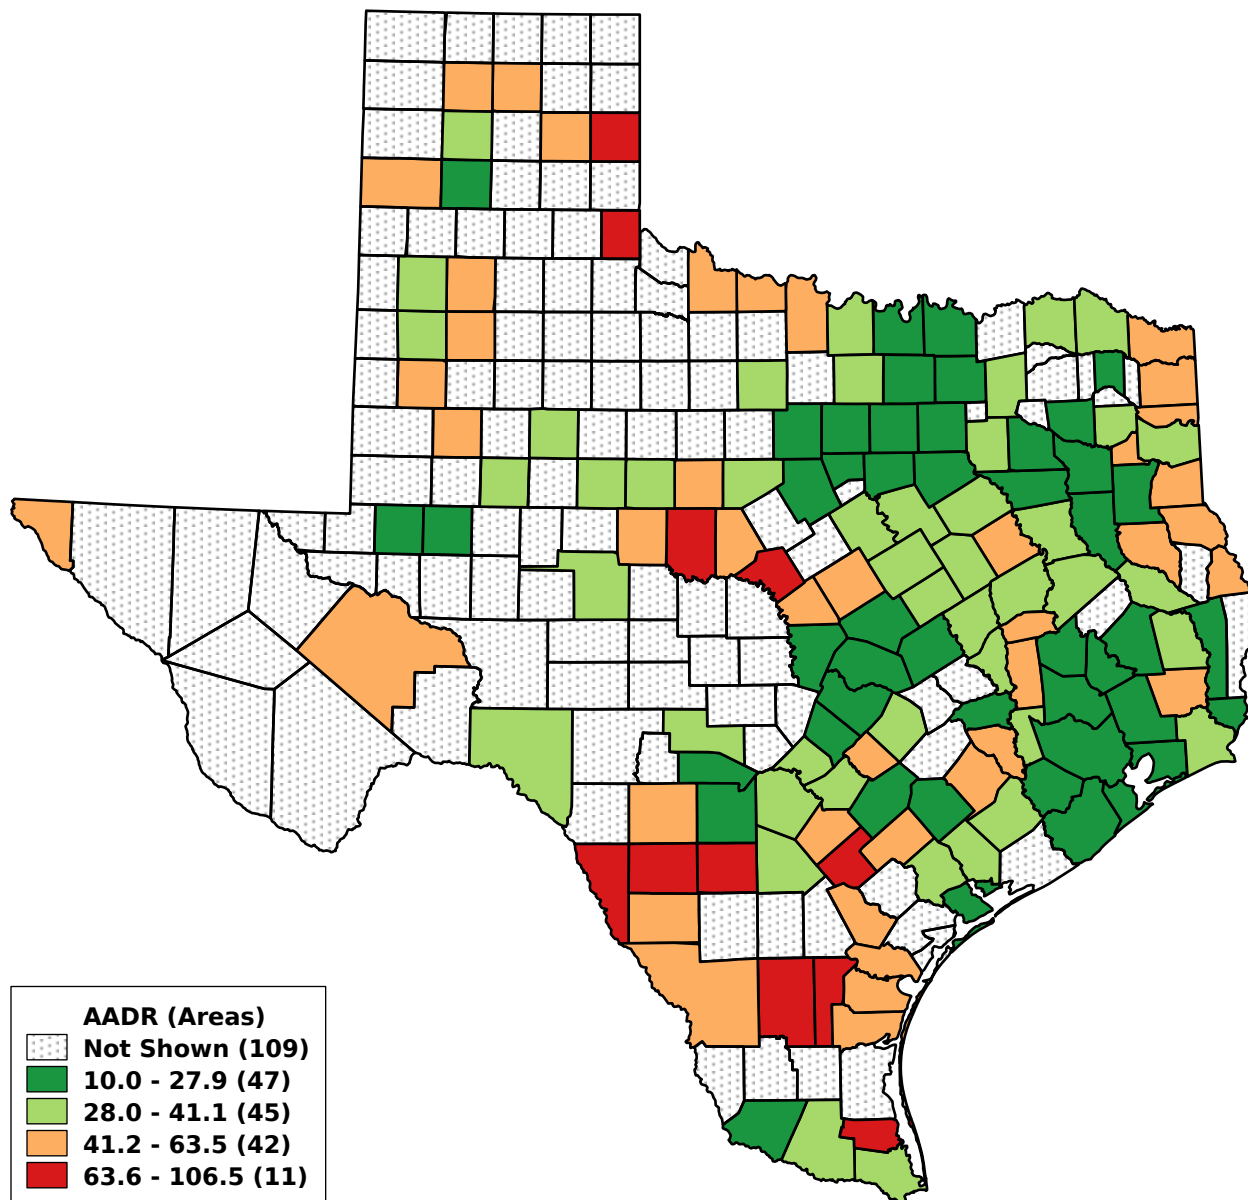 AADR (Areas)
Not Shown (109)
10.0 - 27.9 (47)
28.0 - 41.1 (45)
41.2 - 63.5 (42)
63.6 - 106.5 (11)